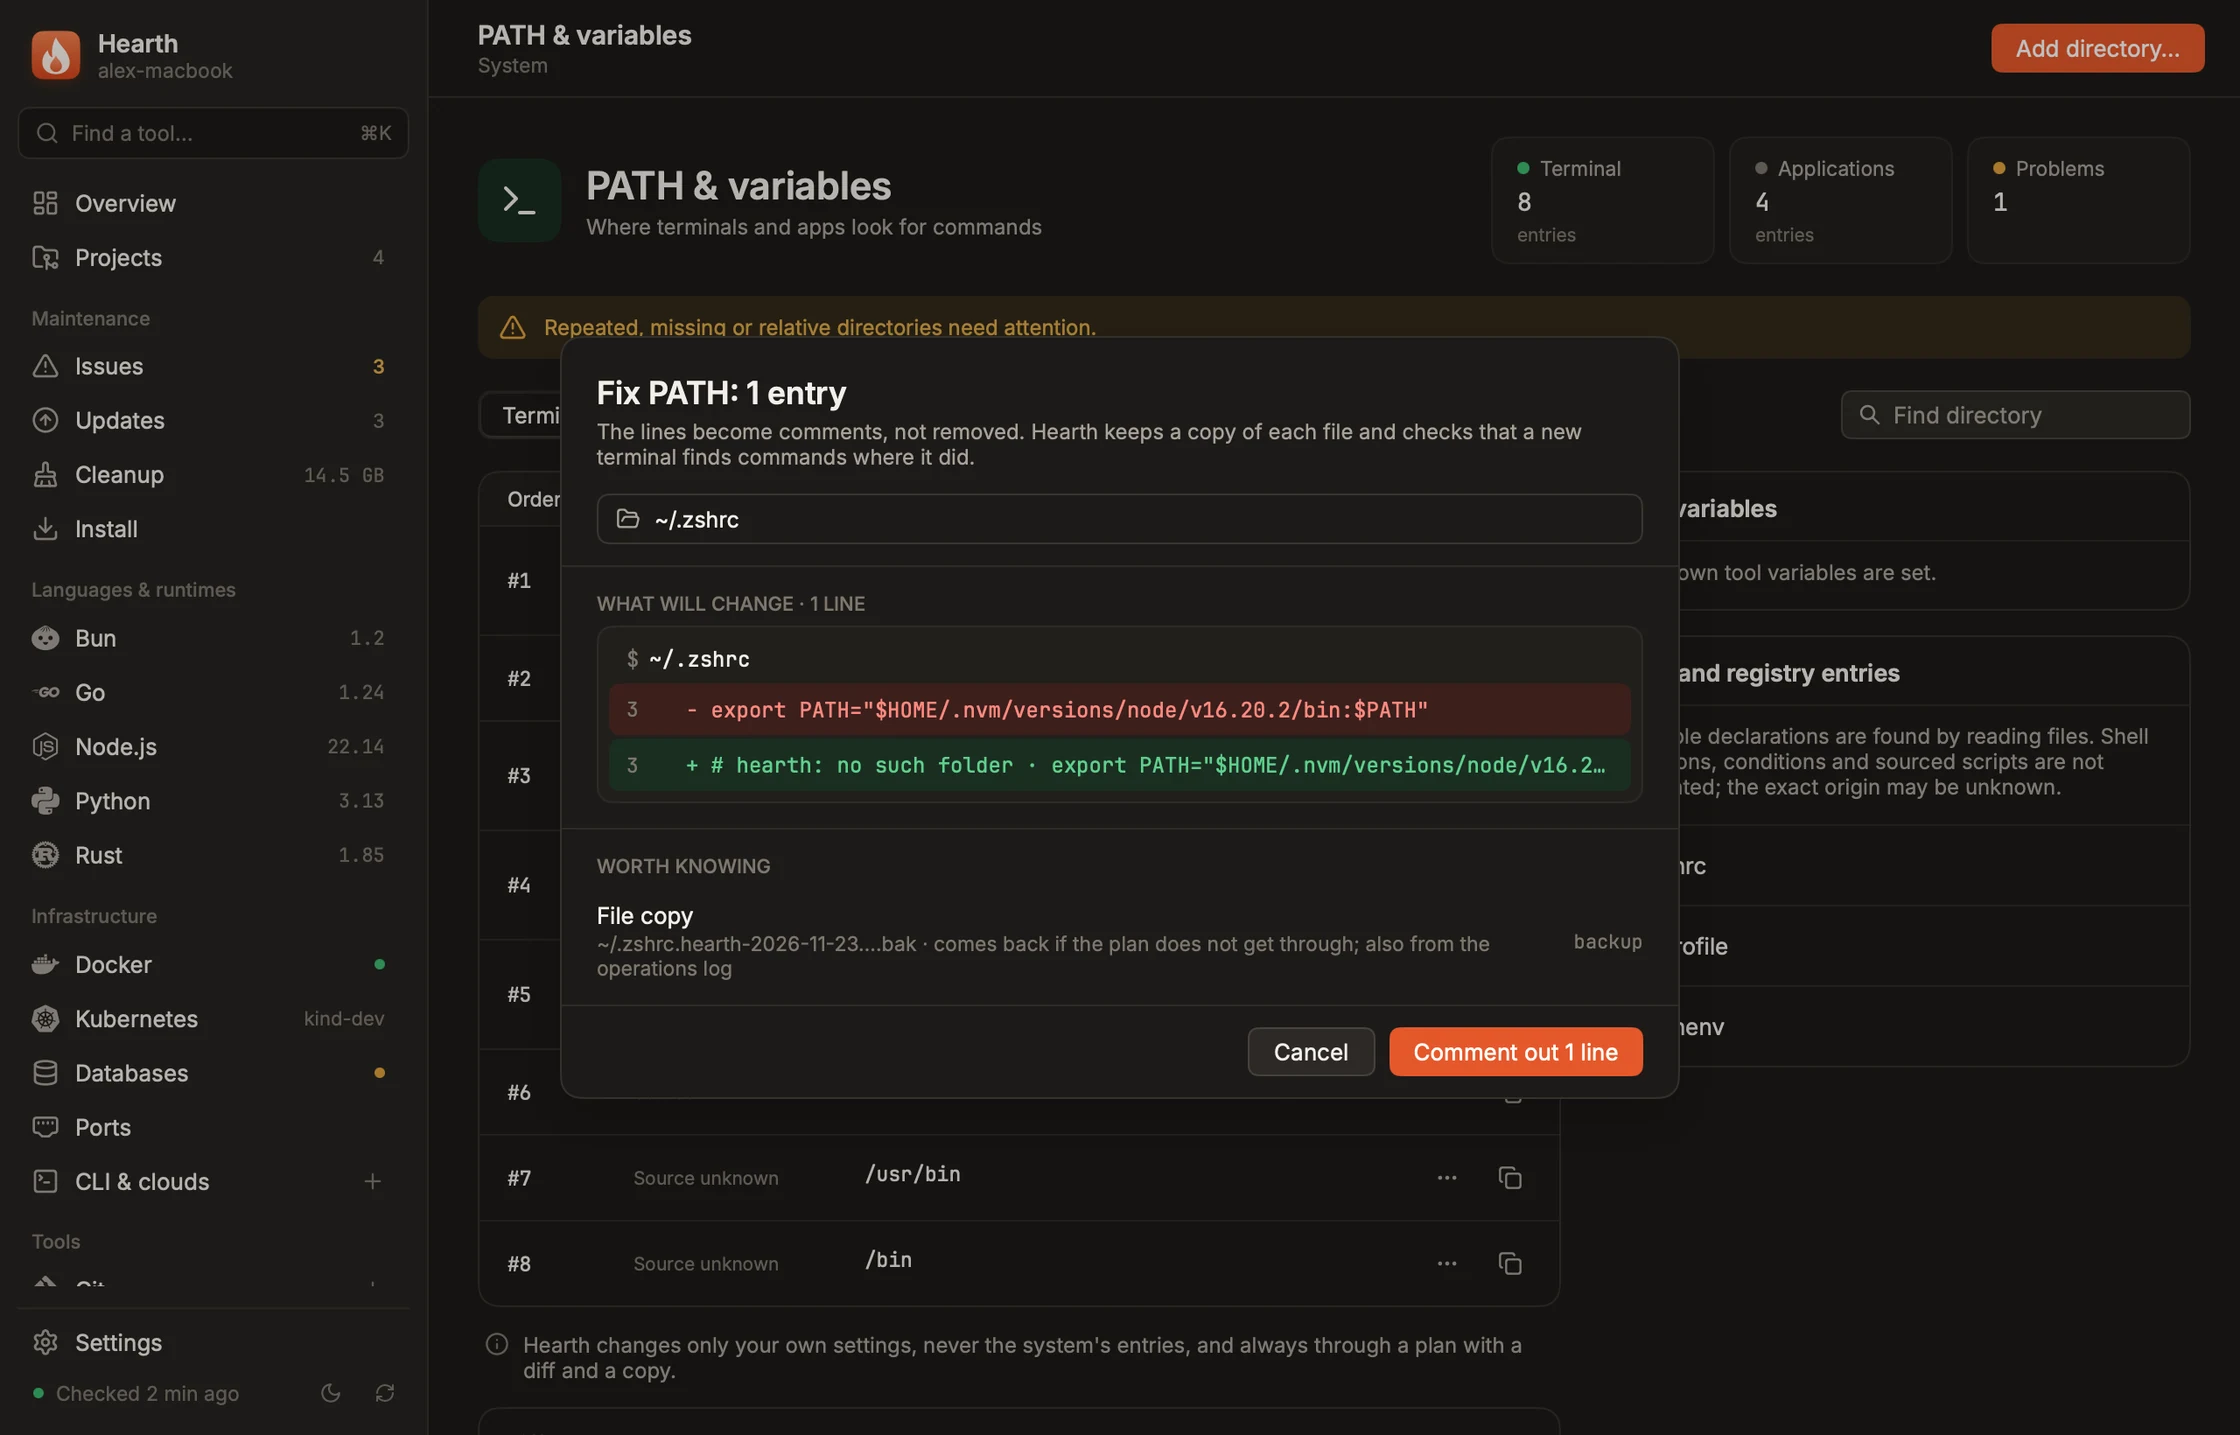 Hearth
alex-macbook
Find a tool... ⌘K
Overview
Projects 4
Maintenance
Issues 3
Updates 3
Cleanup 14.5 GB
Install
Languages & runtimes
Bun 1.2
Go 1.24
Node.js 22.14
Python 3.13
Rust 1.85
Infrastructure
Docker
Kubernetes kind-dev
Databases
Ports
CLI & clouds
Tools
Settings
Checked 2 min ago
PATH & variables
System
Add directory...
PATH & variables
Where terminals and apps look for commands
Terminal
8
entries
Applications
4
entries
Problems
1
Repeated, missing or relative directories need attention.
Termi
Find directory
Order
#1
#2
#3
#4
#5
#6
#7 Source unknown /usr/bin
#8 Source unknown /bin
Hearth changes only your own settings, never the system's entries, and always through a plan with a
diff and a copy.
variables
own tool variables are set.
and registry entries
ble declarations are found by reading files. Shell
ons, conditions and sourced scripts are not
ted; the exact origin may be unknown.
rc
ofile
env
Fix PATH: 1 entry
The lines become comments, not removed. Hearth keeps a copy of each file and checks that a new
terminal finds commands where it did.
~/.zshrc
WHAT WILL CHANGE · 1 LINE
$ ~/.zshrc
3 - export PATH="$HOME/.nvm/versions/node/v16.20.2/bin:$PATH"
3 + # hearth: no such folder · export PATH="$HOME/.nvm/versions/node/v16.2…
WORTH KNOWING
File copy
~/.zshrc.hearth-2026-11-23....bak · comes back if the plan does not get through; also from the
operations log
backup
Cancel
Comment out 1 line